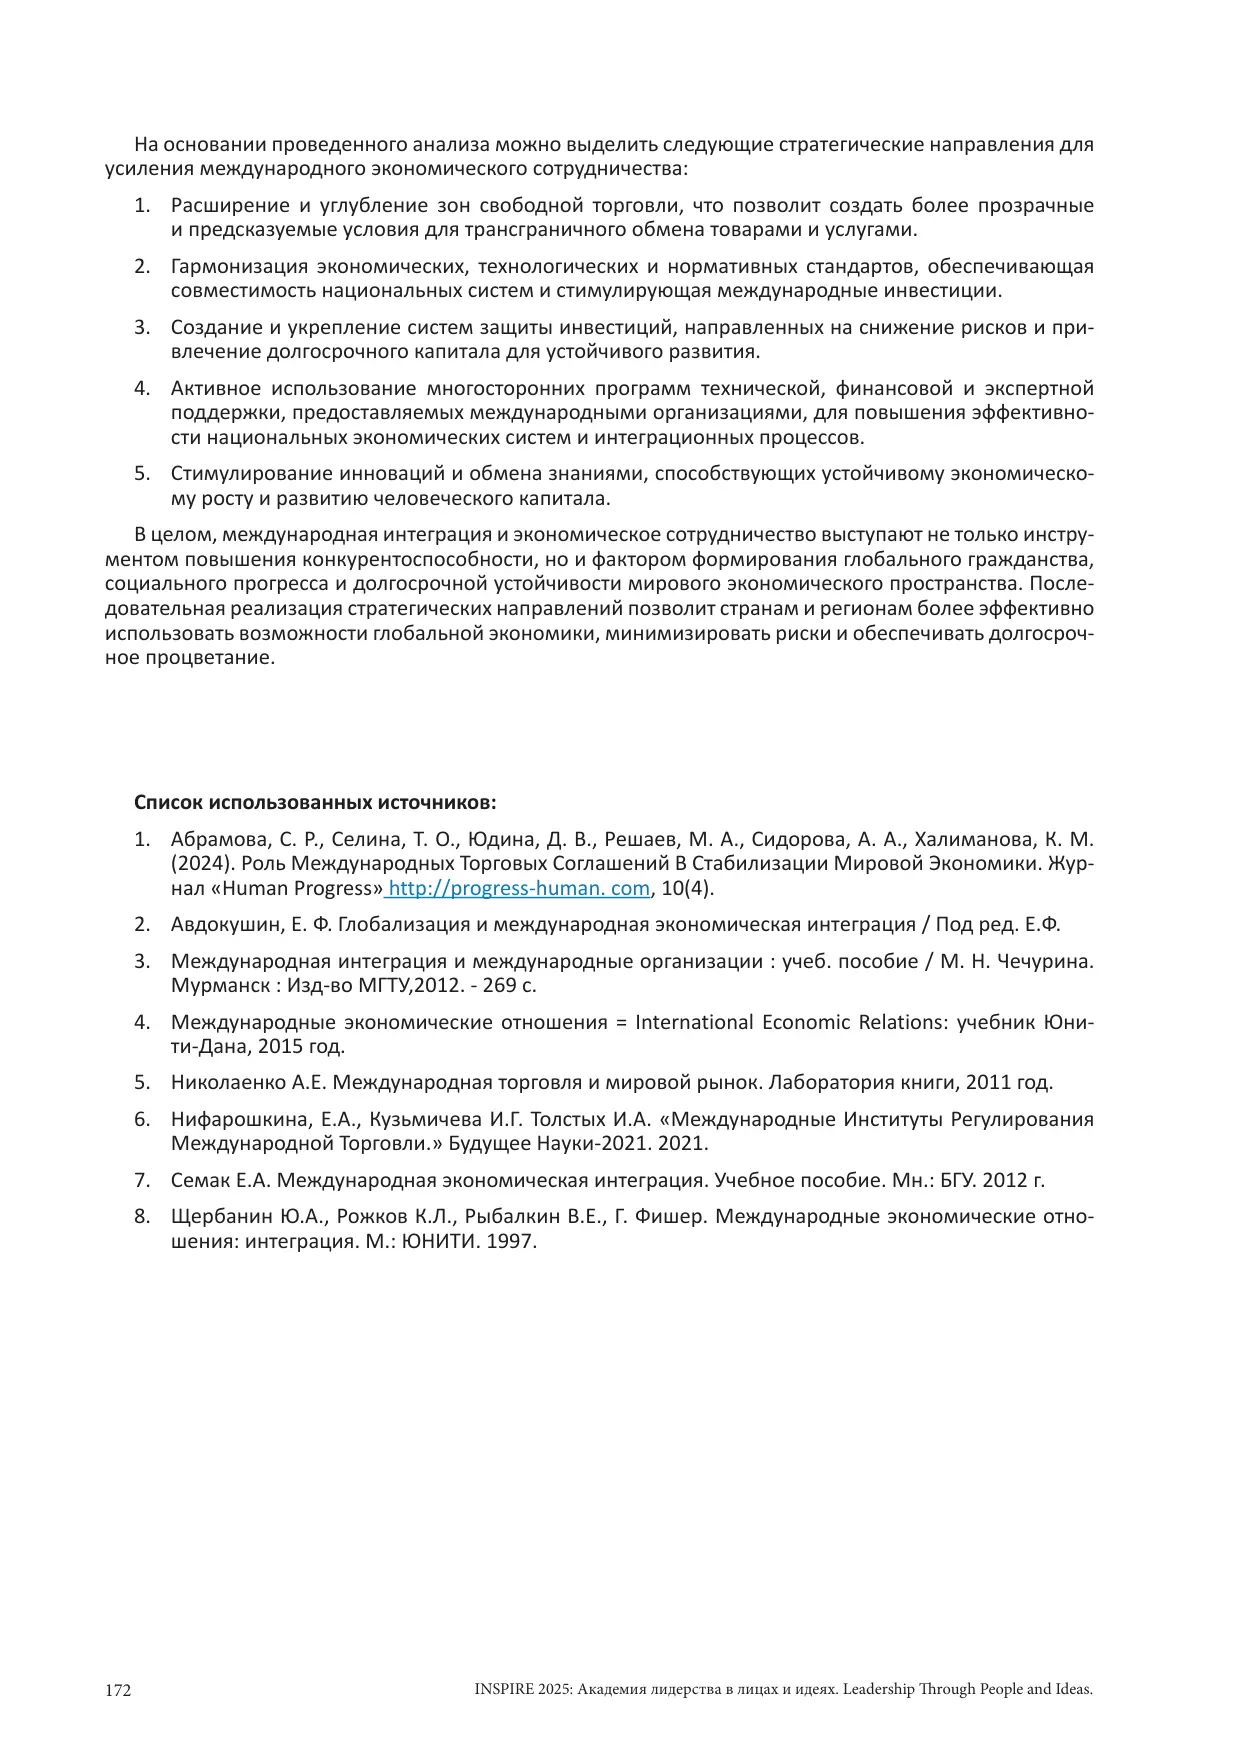 На основании проведенного анализа можно выделить следующие стратегические направления для
усиления международного экономического сотрудничества:
1. Расширение и углубление зон свободной торговли, что позволит создать более прозрачные
и предсказуемые условия для трансграничного обмена товарами и услугами.
2. Гармонизация экономических, технологических и нормативных стандартов, обеспечивающая
совместимость национальных систем и стимулирующая международные инвестиции.
3. Создание и укрепление систем защиты инвестиций, направленных на снижение рисков и при-
влечение долгосрочного капитала для устойчивого развития.
4. Активное использование многосторонних программ технической, финансовой и экспертной
поддержки, предоставляемых международными организациями, для повышения эффективно-
сти национальных экономических систем и интеграционных процессов.
5. Стимулирование инноваций и обмена знаниями, способствующих устойчивому экономическо-
му росту и развитию человеческого капитала.
В целом, международная интеграция и экономическое сотрудничество выступают не только инстру-
ментом повышения конкурентоспособности, но и фактором формирования глобального гражданства,
социального прогресса и долгосрочной устойчивости мирового экономического пространства. После-
довательная реализация стратегических направлений позволит странам и регионам более эффективно
использовать возможности глобальной экономики, минимизировать риски и обеспечивать долгосроч-
ное процветание.
Список использованных источников:
1. Абрамова, С. Р., Селина, Т. О., Юдина, Д. В., Решаев, М. А., Сидорова, А. А., Халиманова, К. М.
(2024). Роль Международных Торговых Соглашений В Стабилизации Мировой Экономики. Жур-
нал «Human Progress» http://progress-human. com, 10(4).
2. Авдокушин, Е. Ф. Глобализация и международная экономическая интеграция / Под ред. Е.Ф.
3. Международная интеграция и международные организации : учеб. пособие / М. Н. Чечурина.
Мурманск : Изд-во МГТУ,2012. - 269 с.
4. Международные экономические отношения = International Economic Relations: учебник Юни-
ти-Дана, 2015 год.
5. Николаенко А.Е. Международная торговля и мировой рынок. Лаборатория книги, 2011 год.
6. Нифарошкина, Е.А., Кузьмичева И.Г. Толстых И.А. «Международные Институты Регулирования
Международной Торговли.» Будущее Науки-2021. 2021.
7. Семак Е.А. Международная экономическая интеграция. Учебное пособие. Мн.: БГУ. 2012 г.
8. Щербанин Ю.А., Рожков К.Л., Рыбалкин В.Е., Г. Фишер. Международные экономические отно-
шения: интеграция. М.: ЮНИТИ. 1997.
172 INSPIRE 2025: Академия лидерства в лицах и идеях. Leadership Through People and Ideas.